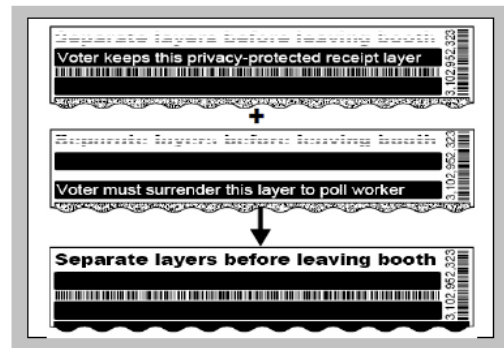 Separate layers before leaving booth
Voter keeps this privacy-protected receipt layer
3,102,952,323
+
Separate layers before leaving booth
Voter must surrender this layer to poll worker
3,102,952,323
Separate layers before leaving booth
3,102,952,323